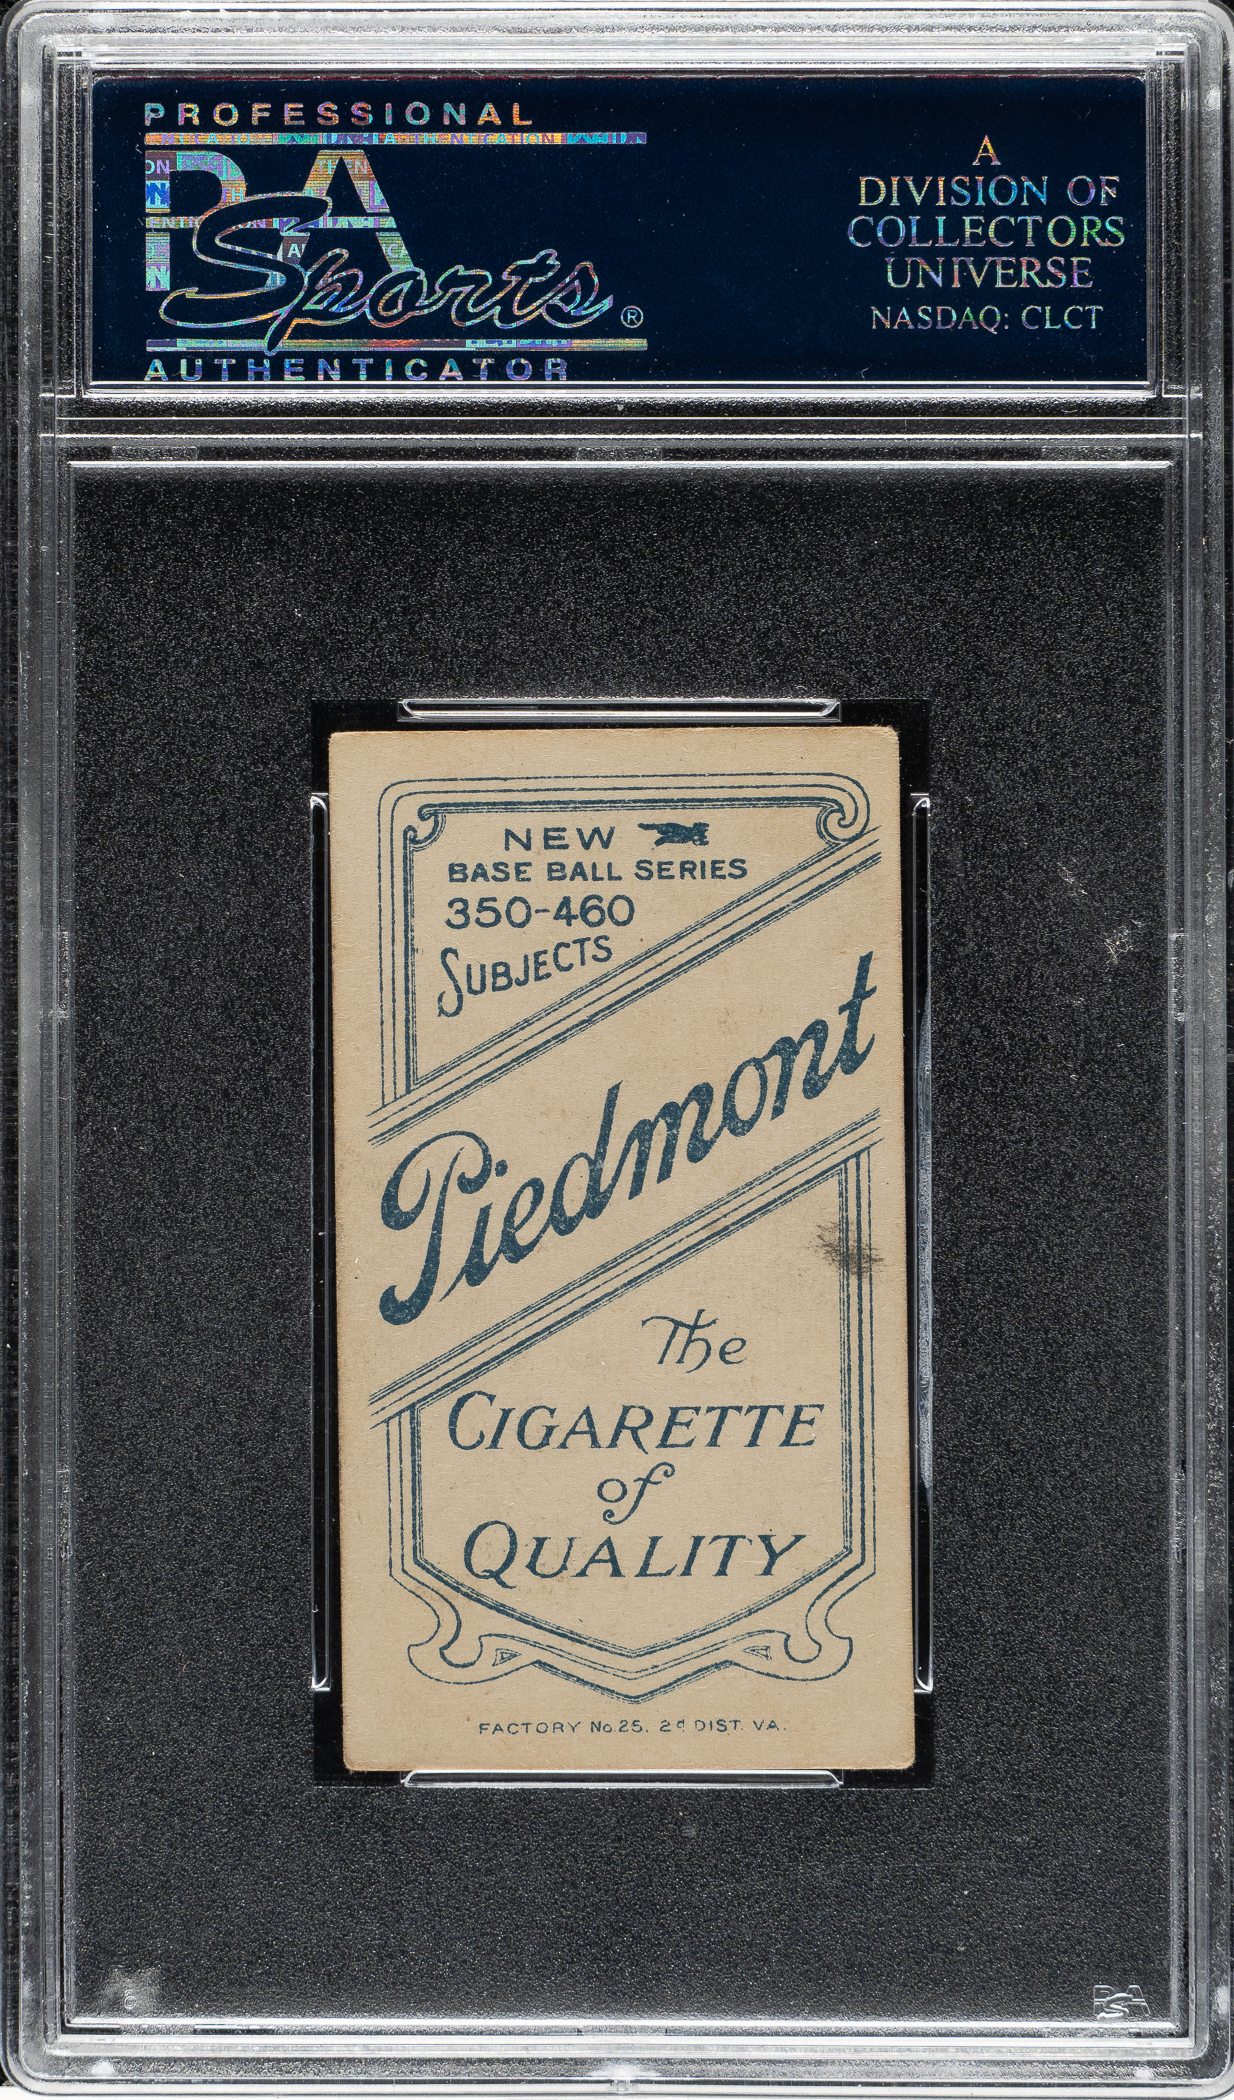 PROFESSIONAL
PSA
Sports®
AUTHENTICATOR
A
DIVISION OF
COLLECTORS
UNIVERSE
NASDAQ: CLCT
NEW
BASE BALL SERIES
350-460
SUBJECTS
Piedmont
The
CIGARETTE
of
QUALITY
FACTORY No. 25. 2d DIST. VA.
PSA